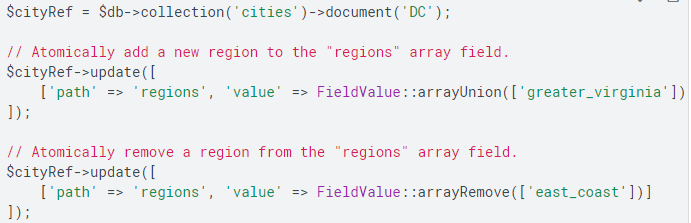 $cityRef = $db->collection('cities')->document('DC');
// Atomically add a new region to the "regions" array field.
$cityRef->update([
['path' => 'regions', 'value' => FieldValue::arrayUnion(['greater_virginia'])
]);
// Atomically remove a region from the "regions" array field.
$cityRef->update([
['path' => 'regions', 'value' => FieldValue::arrayRemove(['east_coast'])]
]);